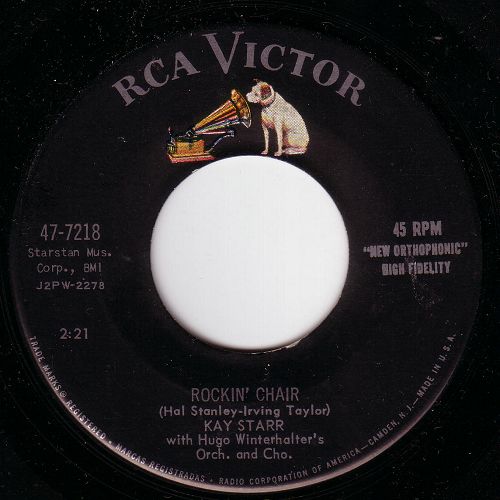 RCA VICTOR
47-7218
Starstan Mus.
Corp., BMI
J2PW-2278
2:21
45 RPM
"NEW ORTHOPHONIC"
HIGH FIDELITY
ROCKIN' CHAIR
(Hal Stanley-Irving Taylor)
KAY STARR
with Hugo Winterhalter's
Orch. and Cho.
TRADE MARKS ® REGISTERED • MARCAS REGISTRADAS • RADIO CORPORATION OF AMERICA—CAMDEN, N.J.—MADE IN U.S.A.